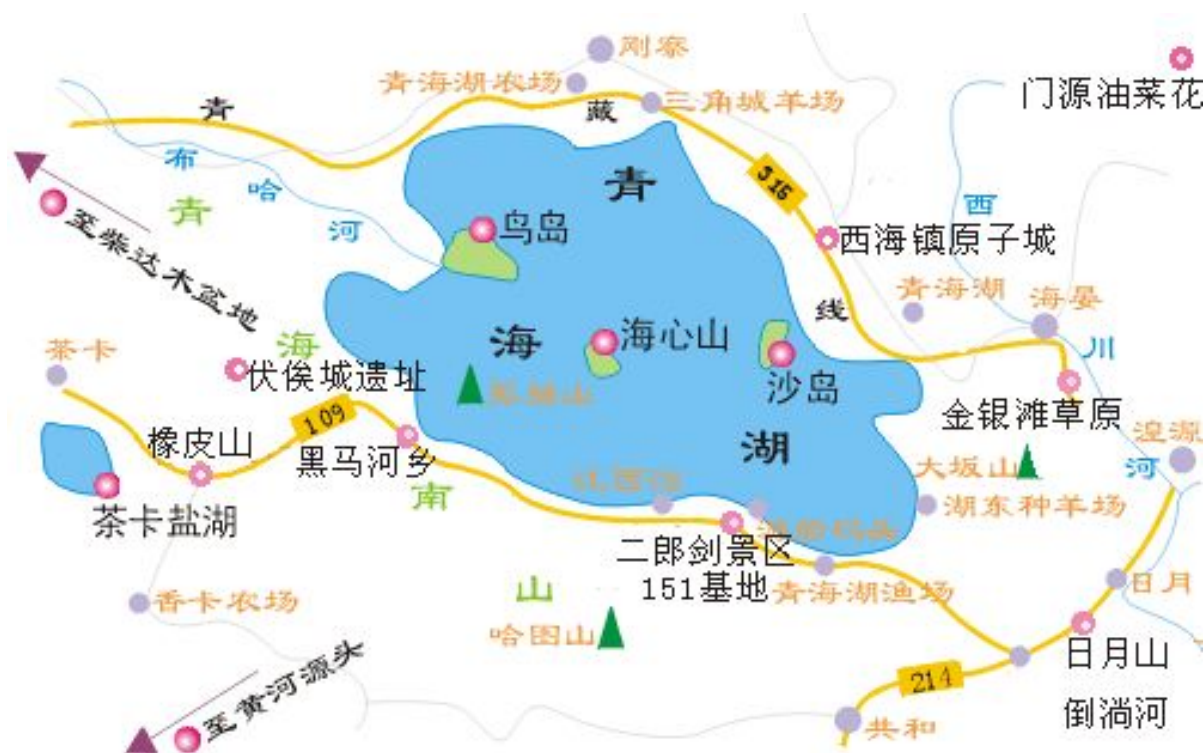 刚寨
青海湖农场
三角城羊场
门源油菜花
青藏线
315
布哈河
西川河
青海南山
至柴达木盆地
鸟岛
青海湖
西海镇原子城
青海湖
海晏
海心山
沙岛
茶卡
伏俟城遗址
109
金银滩草原
湟源
橡皮山
黑马河乡
大坂山
茶卡盐湖
湖东种羊场
二郎剑景区
151基地
青海湖渔场
日月
香卡农场
哈图山
日月山
倒淌河
至黄河源头
214
共和